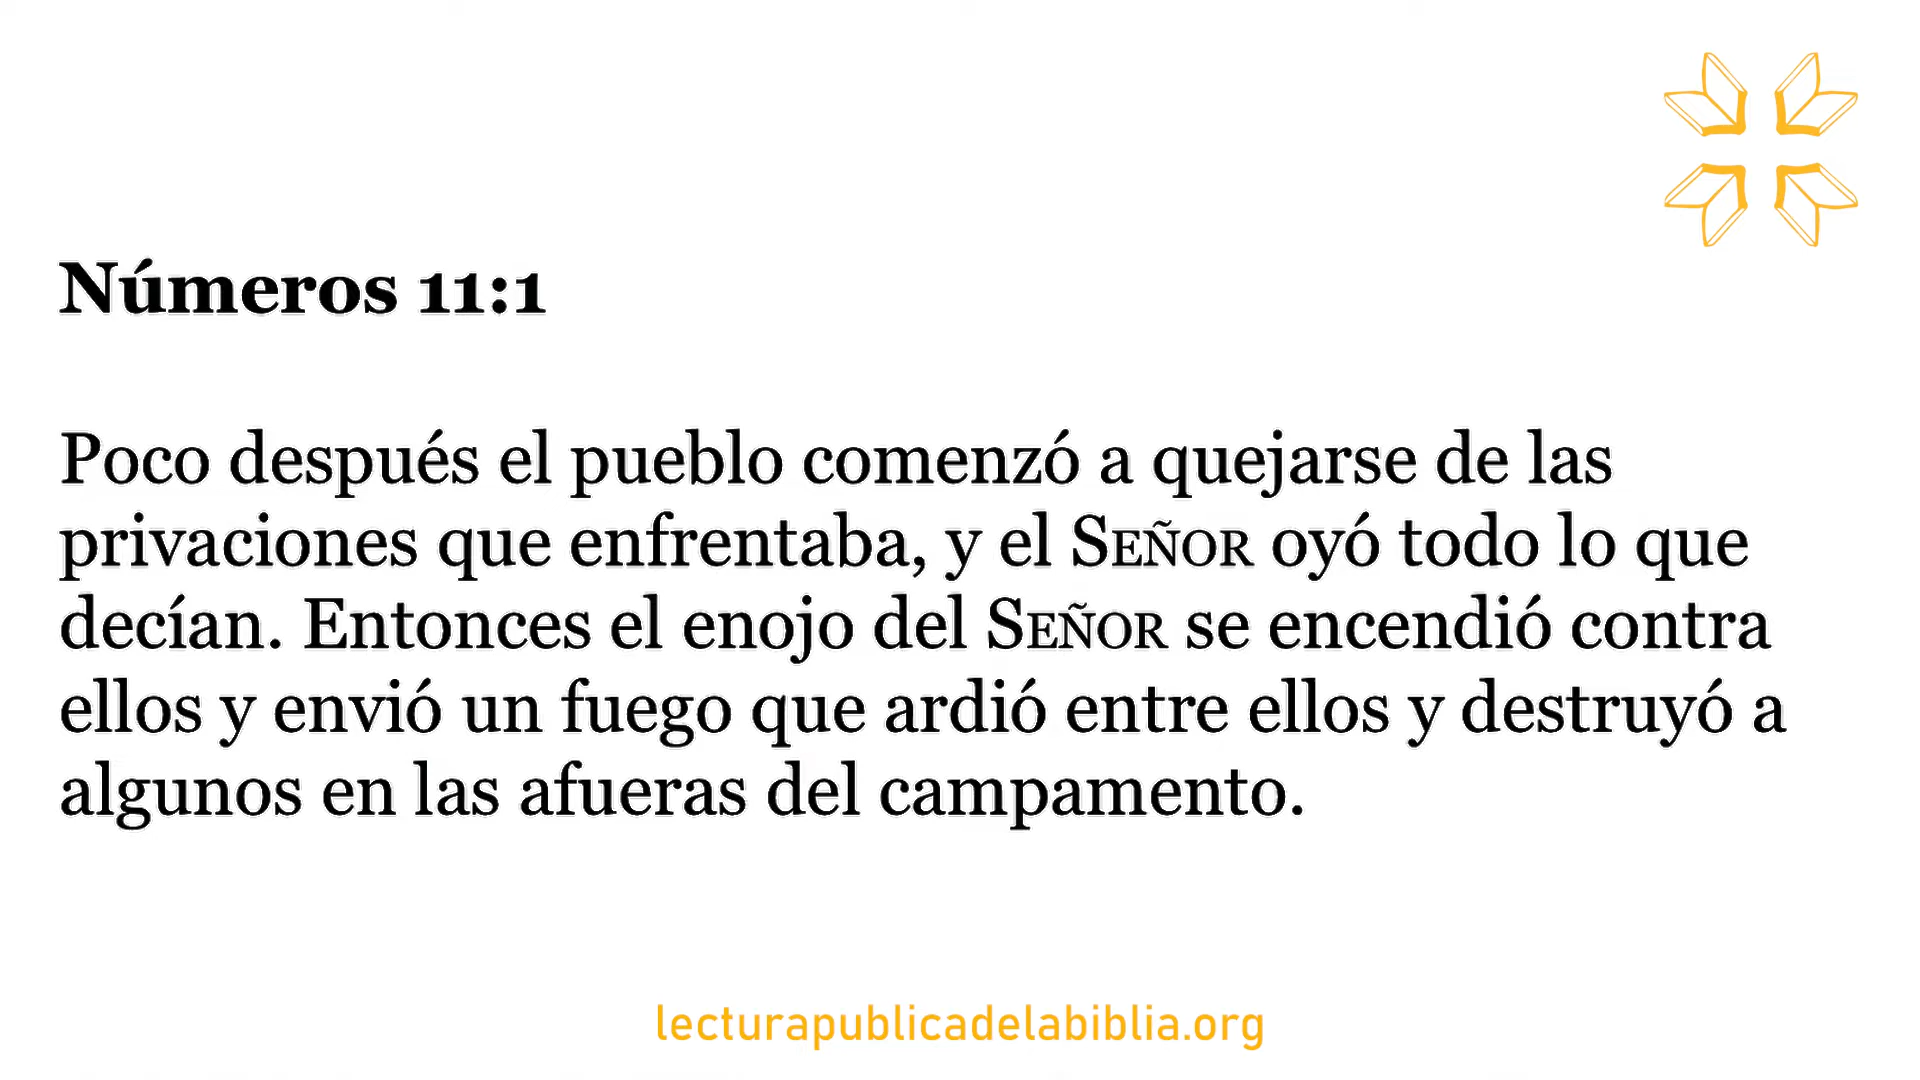 Números 11:1
Poco después el pueblo comenzó a quejarse de las
privaciones que enfrentaba, y el SEÑOR oyó todo lo que
decían. Entonces el enojo del SEÑOR se encendió contra
ellos y envió un fuego que ardió entre ellos y destruyó a
algunos en las afueras del campamento.
lecturapublicadelabiblia.org